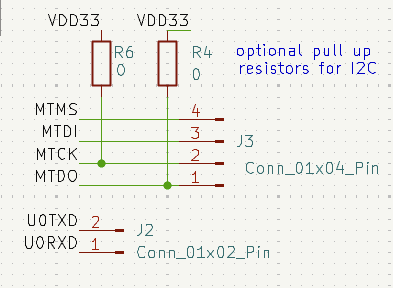 VDD33 VDD33
R6 R4 optional pull up
0 0 resistors for I2C
MTMS 4
MTDI 3 J3
MTCK 2 Conn_01x04_Pin
MTDO 1
U0TXD 2 J2
U0RXD 1 Conn_01x02_Pin